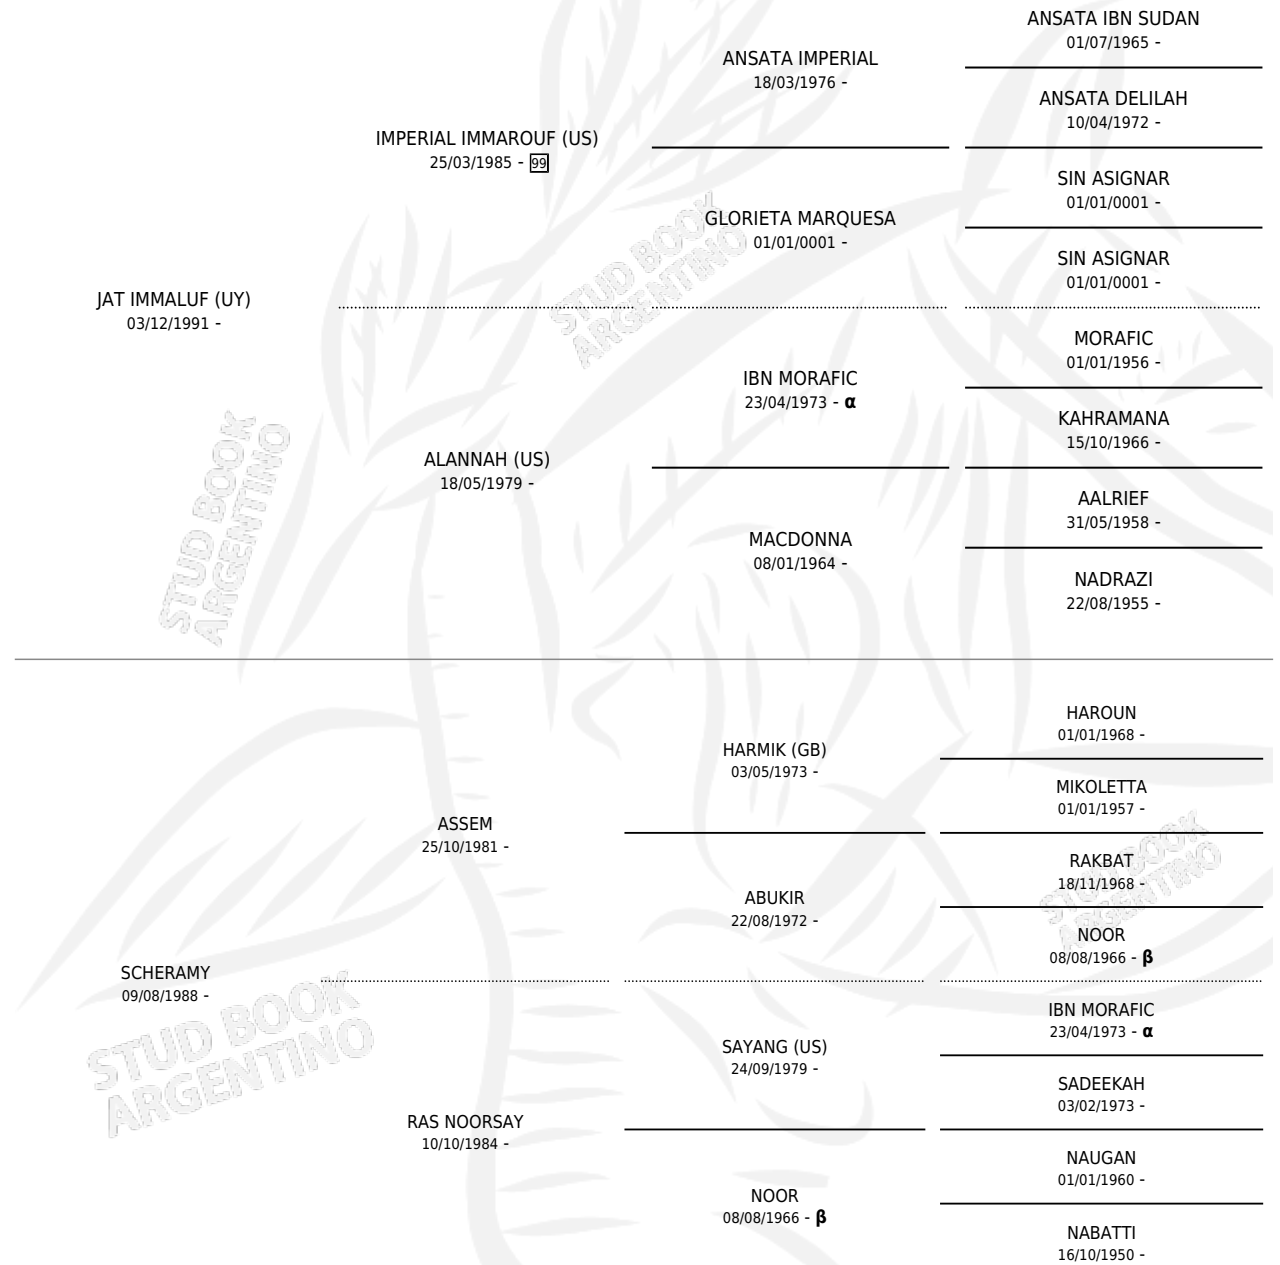 ANSATA IBN SUDAN
01/07/1965 -
ANSATA IMPERIAL
18/03/1976 -
ANSATA DELILAH
10/04/1972 -
IMPERIAL IMMAROUF (US)
25/03/1985 - 99
SIN ASIGNAR
01/01/0001 -
GLORIETA MARQUESA
01/01/0001 -
SIN ASIGNAR
01/01/0001 -
JAT IMMALUF (UY)
03/12/1991 -
MORAFIC
01/01/1956 -
IBN MORAFIC
23/04/1973 - α
KAHRAMANA
15/10/1966 -
ALANNAH (US)
18/05/1979 -
AALRIEF
31/05/1958 -
MACDONNA
08/01/1964 -
NADRAZI
22/08/1955 -
HAROUN
01/01/1968 -
HARMIK (GB)
03/05/1973 -
MIKOLETTA
01/01/1957 -
ASSEM
25/10/1981 -
RAKBAT
18/11/1968 -
ABUKIR
22/08/1972 -
NOOR
08/08/1966 - β
SCHERAMY
09/08/1988 -
IBN MORAFIC
23/04/1973 - α
SAYANG (US)
24/09/1979 -
SADEEKAH
03/02/1973 -
RAS NOORSAY
10/10/1984 -
NAUGAN
01/01/1960 -
NOOR
08/08/1966 - β
NABATTI
16/10/1950 -
STUD BOOK
ARGENTINO
STUD BOOK
ARGENTINO
STUD BOOK
ARGENTINO
STUD BOOK
ARGENTINO